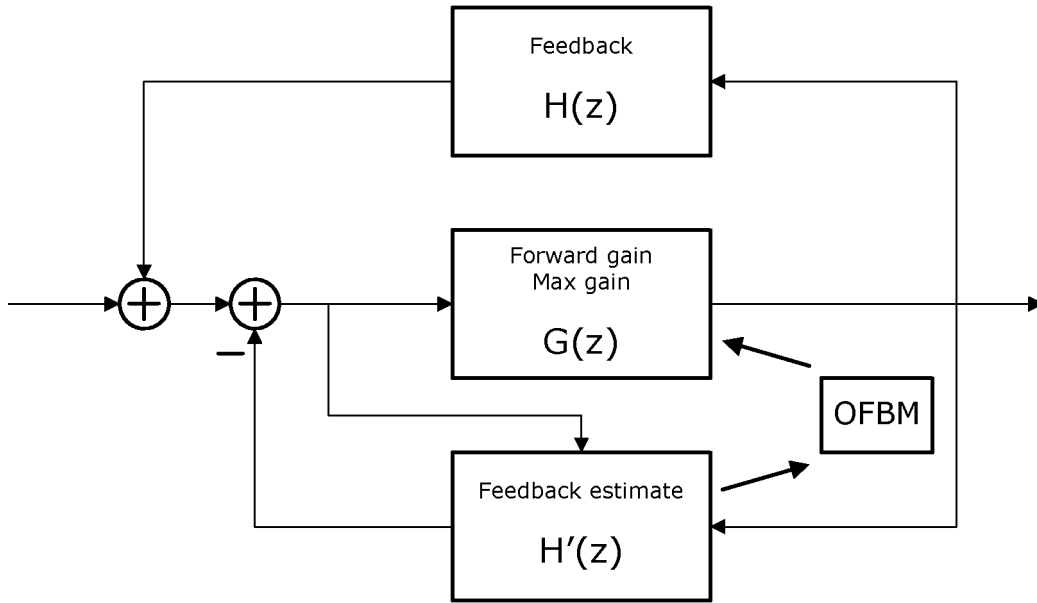 Feedback
H(z)
+
+
−
Forward gain
Max gain
G(z)
OFBM
Feedback estimate
H’(z)